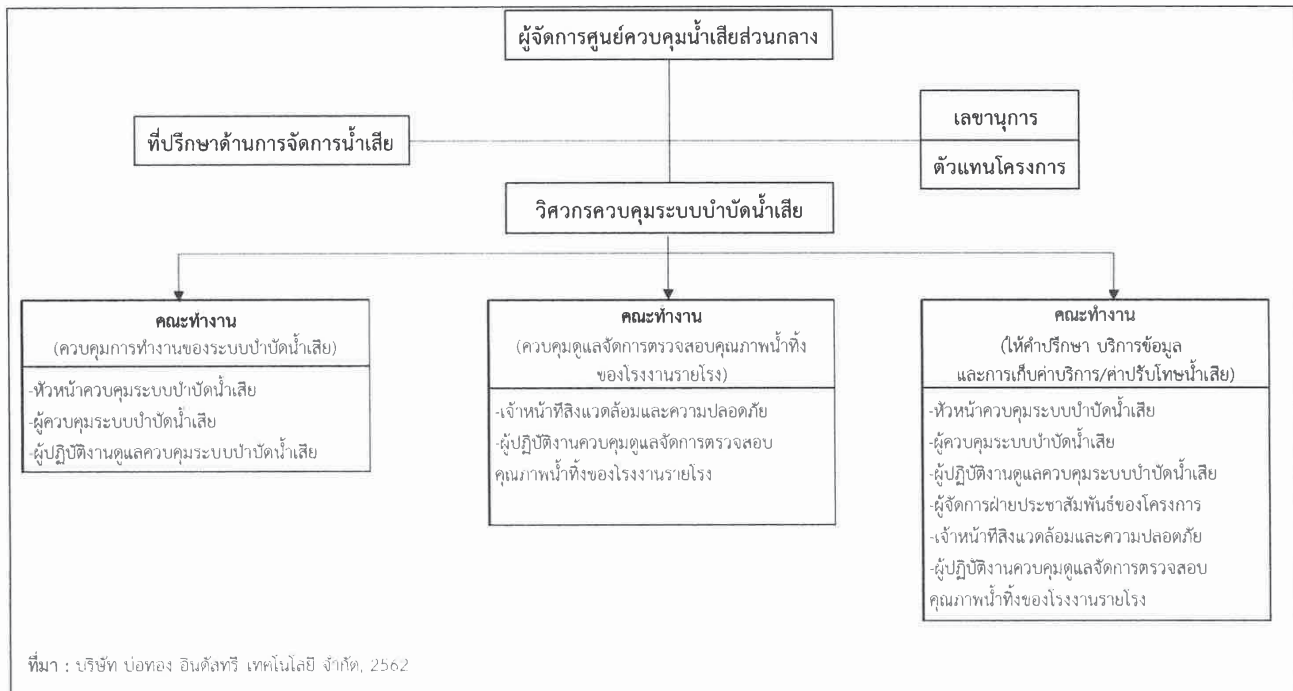 ผู้จัดการศูนย์ควบคุมน้ำเสียส่วนกลาง
ที่ปรึกษาด้านการจัดการน้ำเสีย
เลขานุการ
ตัวแทนโครงการ
วิศวกรควบคุมระบบบำบัดน้ำเสีย
คณะทำงาน
(ควบคุมการทำงานของระบบบำบัดน้ำเสีย)
-หัวหน้าควบคุมระบบบำบัดน้ำเสีย
-ผู้ควบคุมระบบบำบัดน้ำเสีย
-ผู้ปฏิบัติงานดูแลควบคุมระบบบำบัดน้ำเสีย
คณะทำงาน
(ควบคุมดูแลจัดการตรวจสอบคุณภาพน้ำทิ้ง
ของโรงงานรายโรง)
-เจ้าหน้าที่สิ่งแวดล้อมและความปลอดภัย
-ผู้ปฏิบัติงานควบคุมดูแลจัดการตรวจสอบ
คุณภาพน้ำทิ้งของโรงงานรายโรง
คณะทำงาน
(ให้คำปรึกษา บริการข้อมูล
และการเก็บค่าบริการ/ค่าปรับโทษน้ำเสีย)
-หัวหน้าควบคุมระบบบำบัดน้ำเสีย
-ผู้ควบคุมระบบบำบัดน้ำเสีย
-ผู้ปฏิบัติงานดูแลควบคุมระบบบำบัดน้ำเสีย
-ผู้จัดการฝ่ายประชาสัมพันธ์ของโครงการ
-เจ้าหน้าที่สิ่งแวดล้อมและความปลอดภัย
-ผู้ปฏิบัติงานควบคุมดูแลจัดการตรวจสอบ
คุณภาพน้ำทิ้งของโรงงานรายโรง
ที่มา : บริษัท บ่อทอง อินดัสทรี เทคโนโลยี จำกัด, 2562